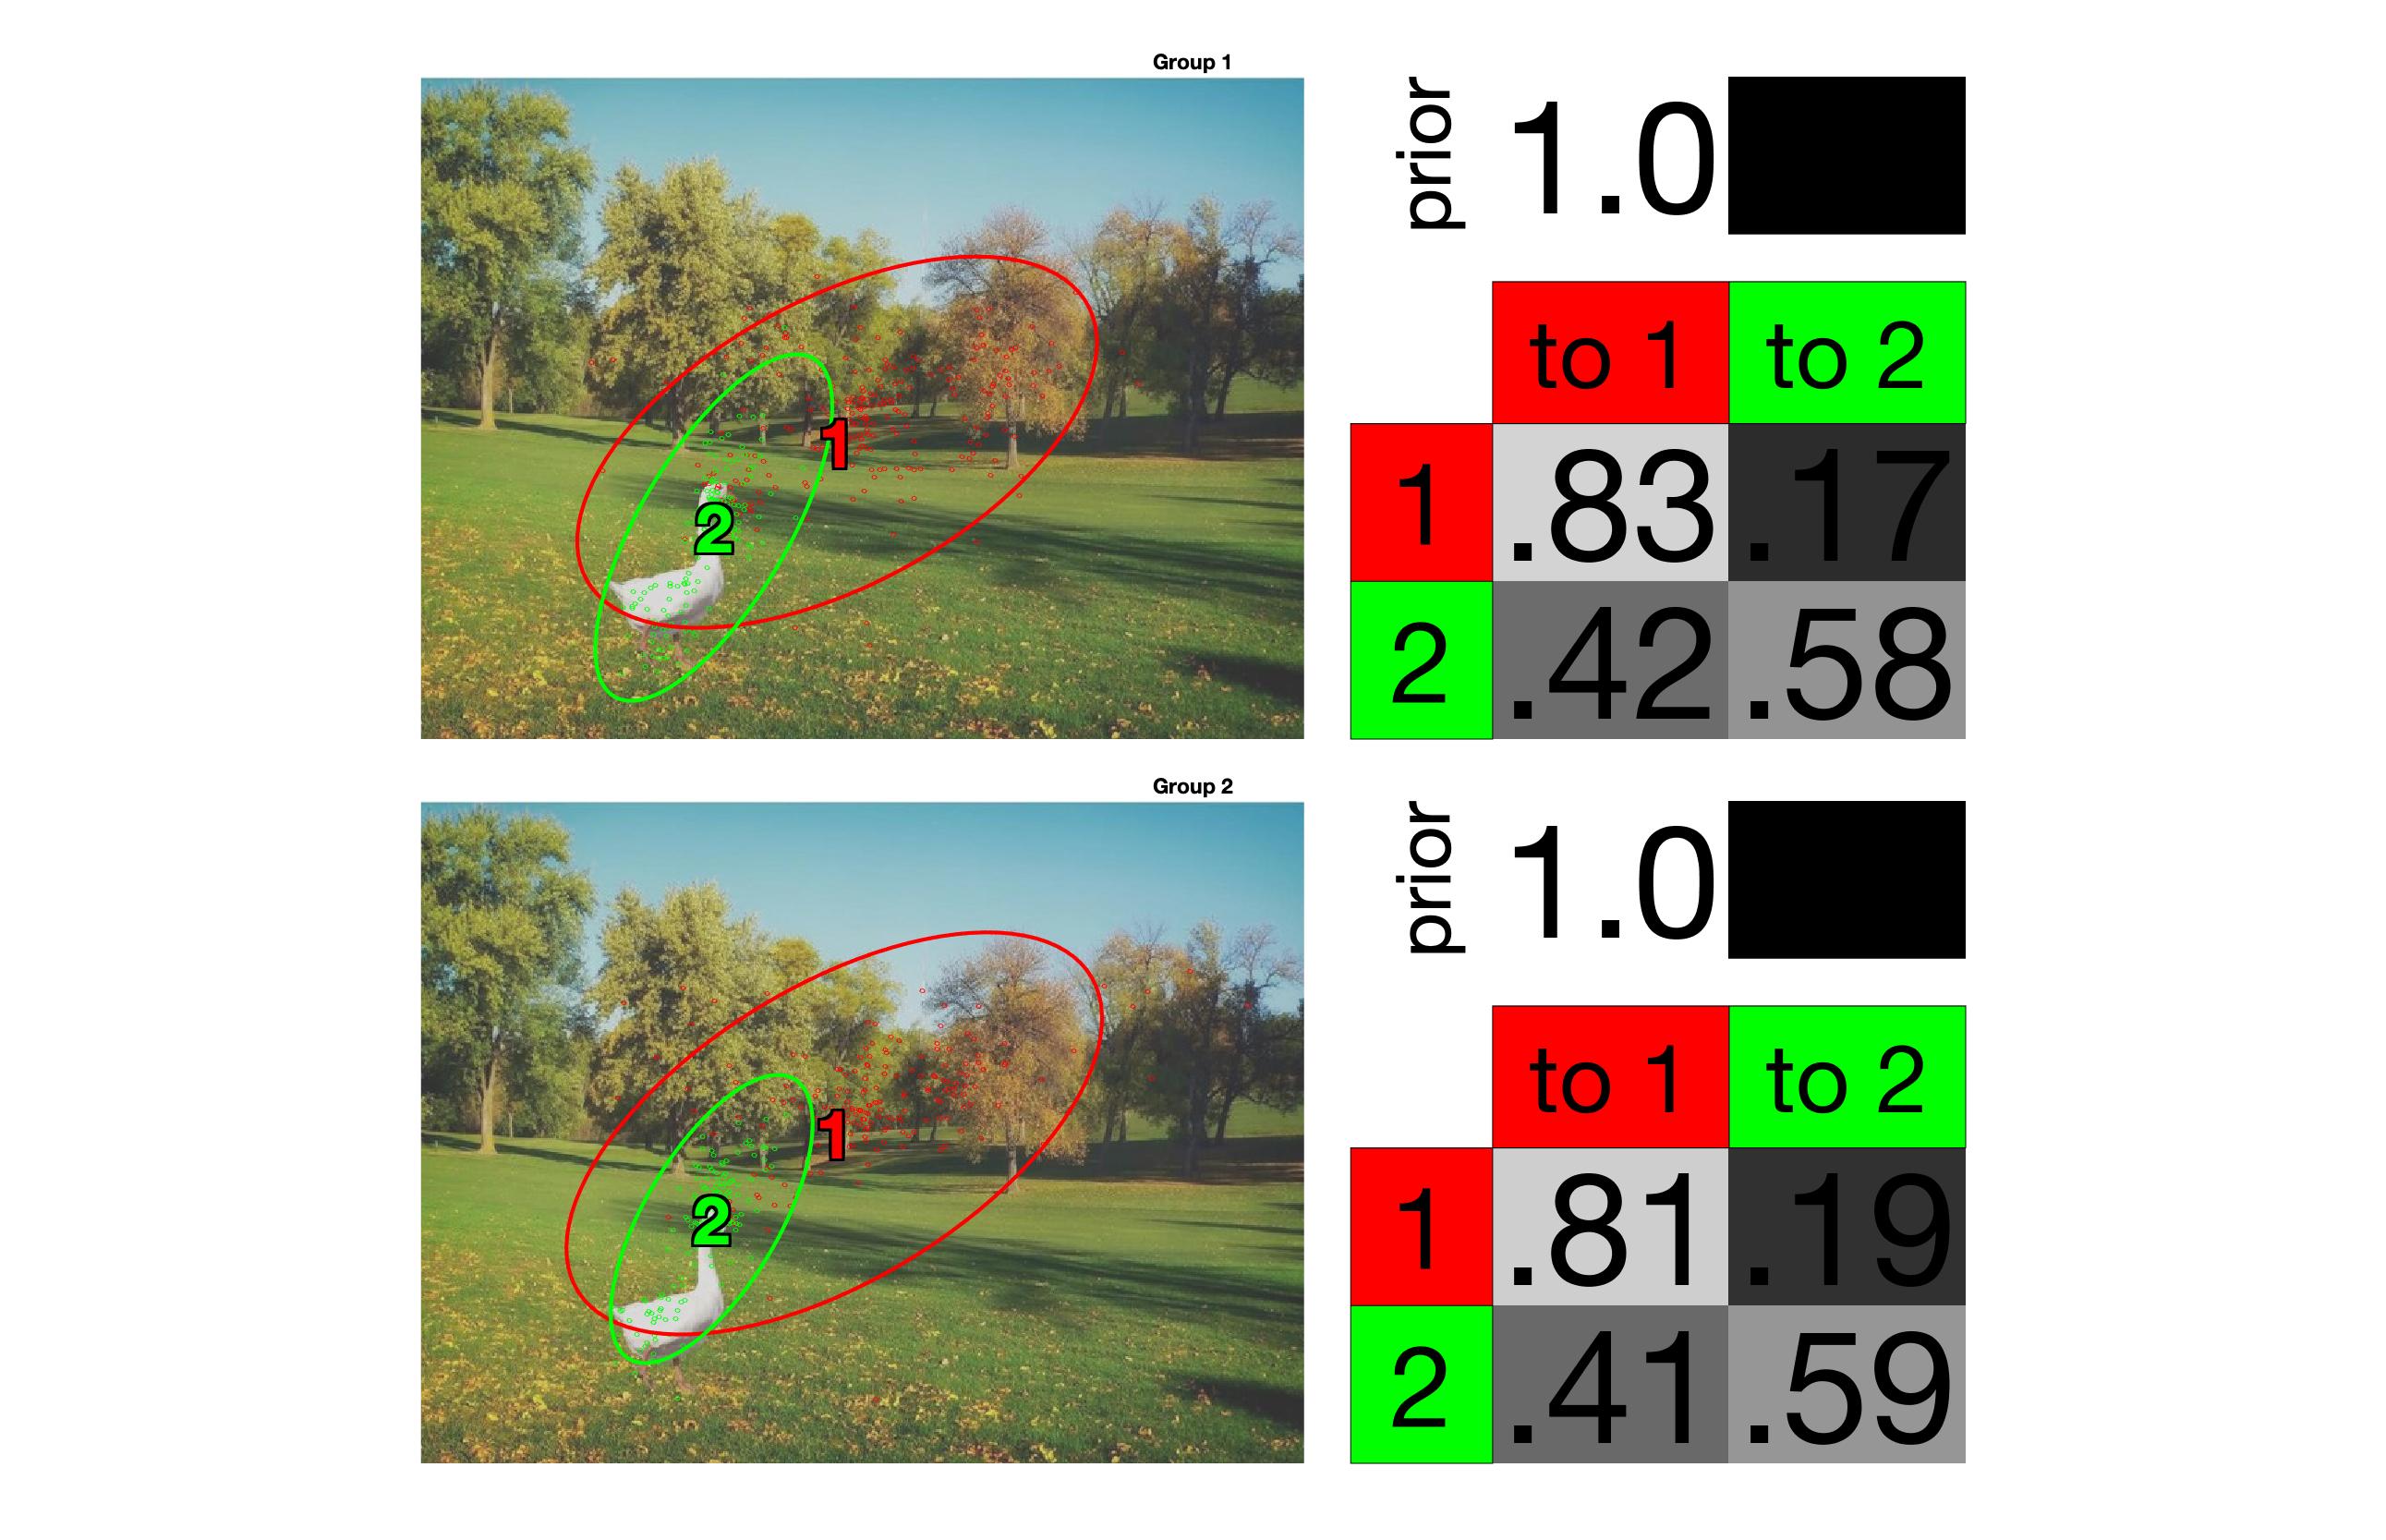 Group 1
prior 1.0
to 1 to 2
1 .83 .17
2 .42 .58
1
2
Group 2
prior 1.0
to 1 to 2
1 .81 .19
2 .41 .59
1
2